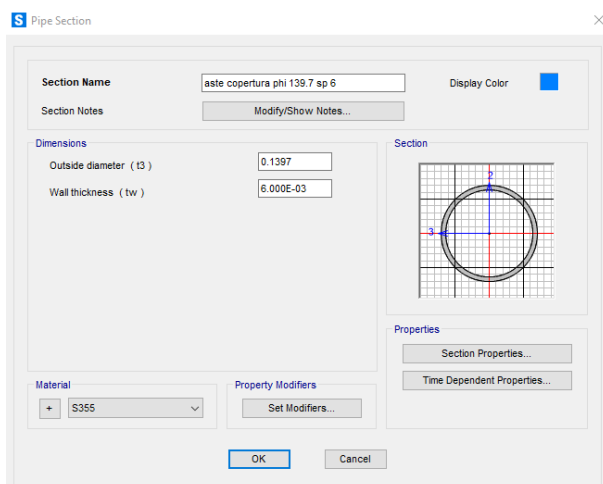 S Pipe Section
Section Name aste copertura phi 139.7 sp 6 Display Color
Section Notes Modify/Show Notes...
Dimensions
Outside diameter ( t3 ) 0.1397
Wall thickness ( tw ) 6.000E-03
Section
2
3
Properties
Section Properties...
Time Dependent Properties...
Material
+ S355
Property Modifiers
Set Modifiers...
OK Cancel